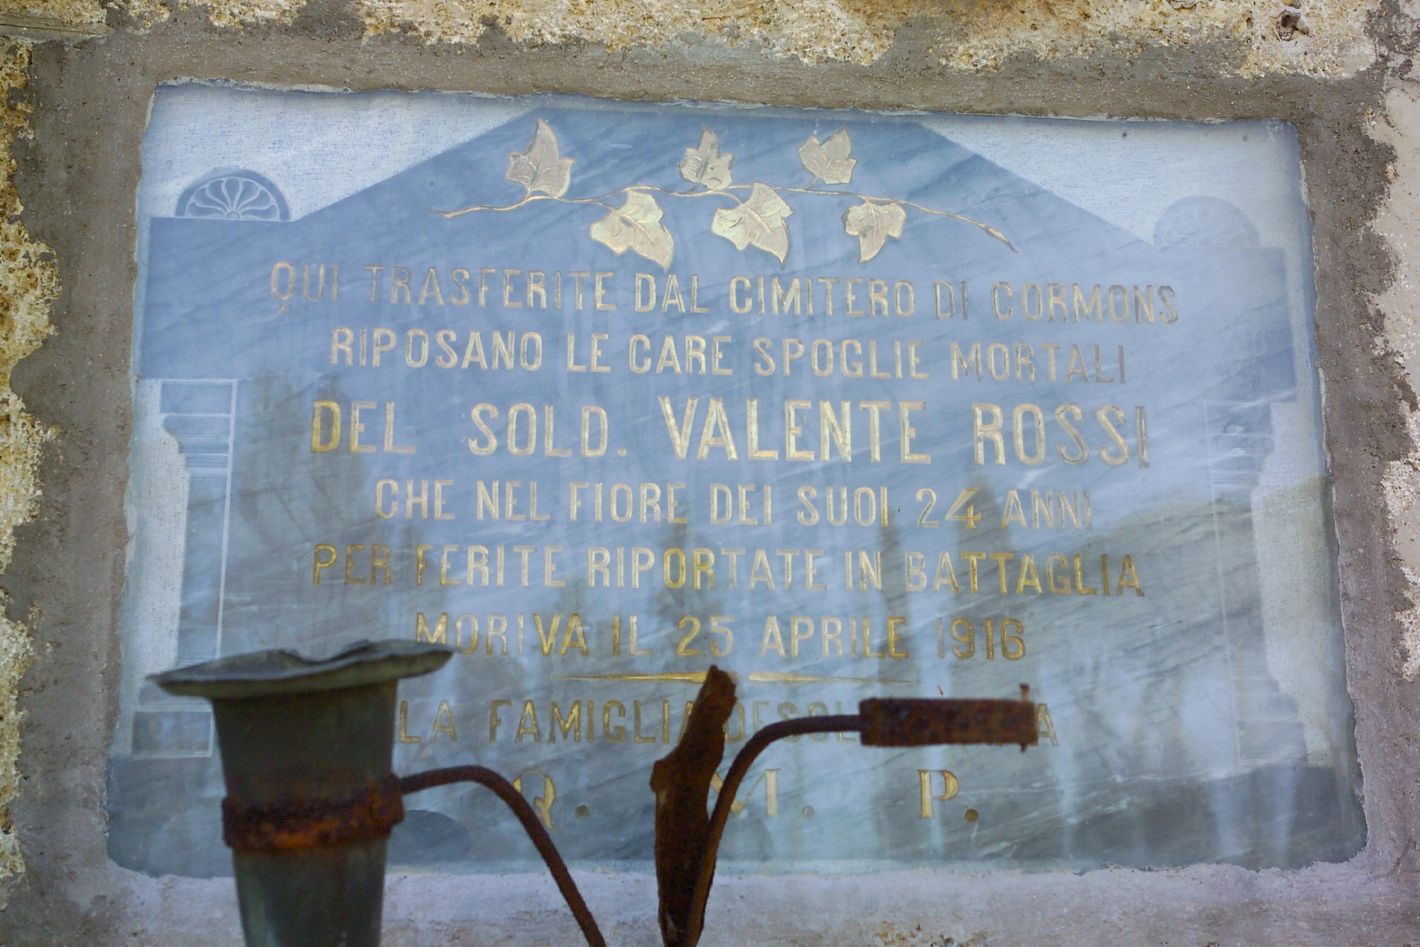 QUI TRASFERITE DAL CIMITERO DI CORMONS
RIPOSANO LE CARE SPOGLIE MORTALI
DEL SOLD. VALENTE ROSSI
CHE NEL FIORE DEI SUOI 24 ANNI
PER FERITE RIPORTATE IN BATTAGLIA
MORIVA IL 25 APRILE 1916
LA FAMIGLIA
Q. M. P.